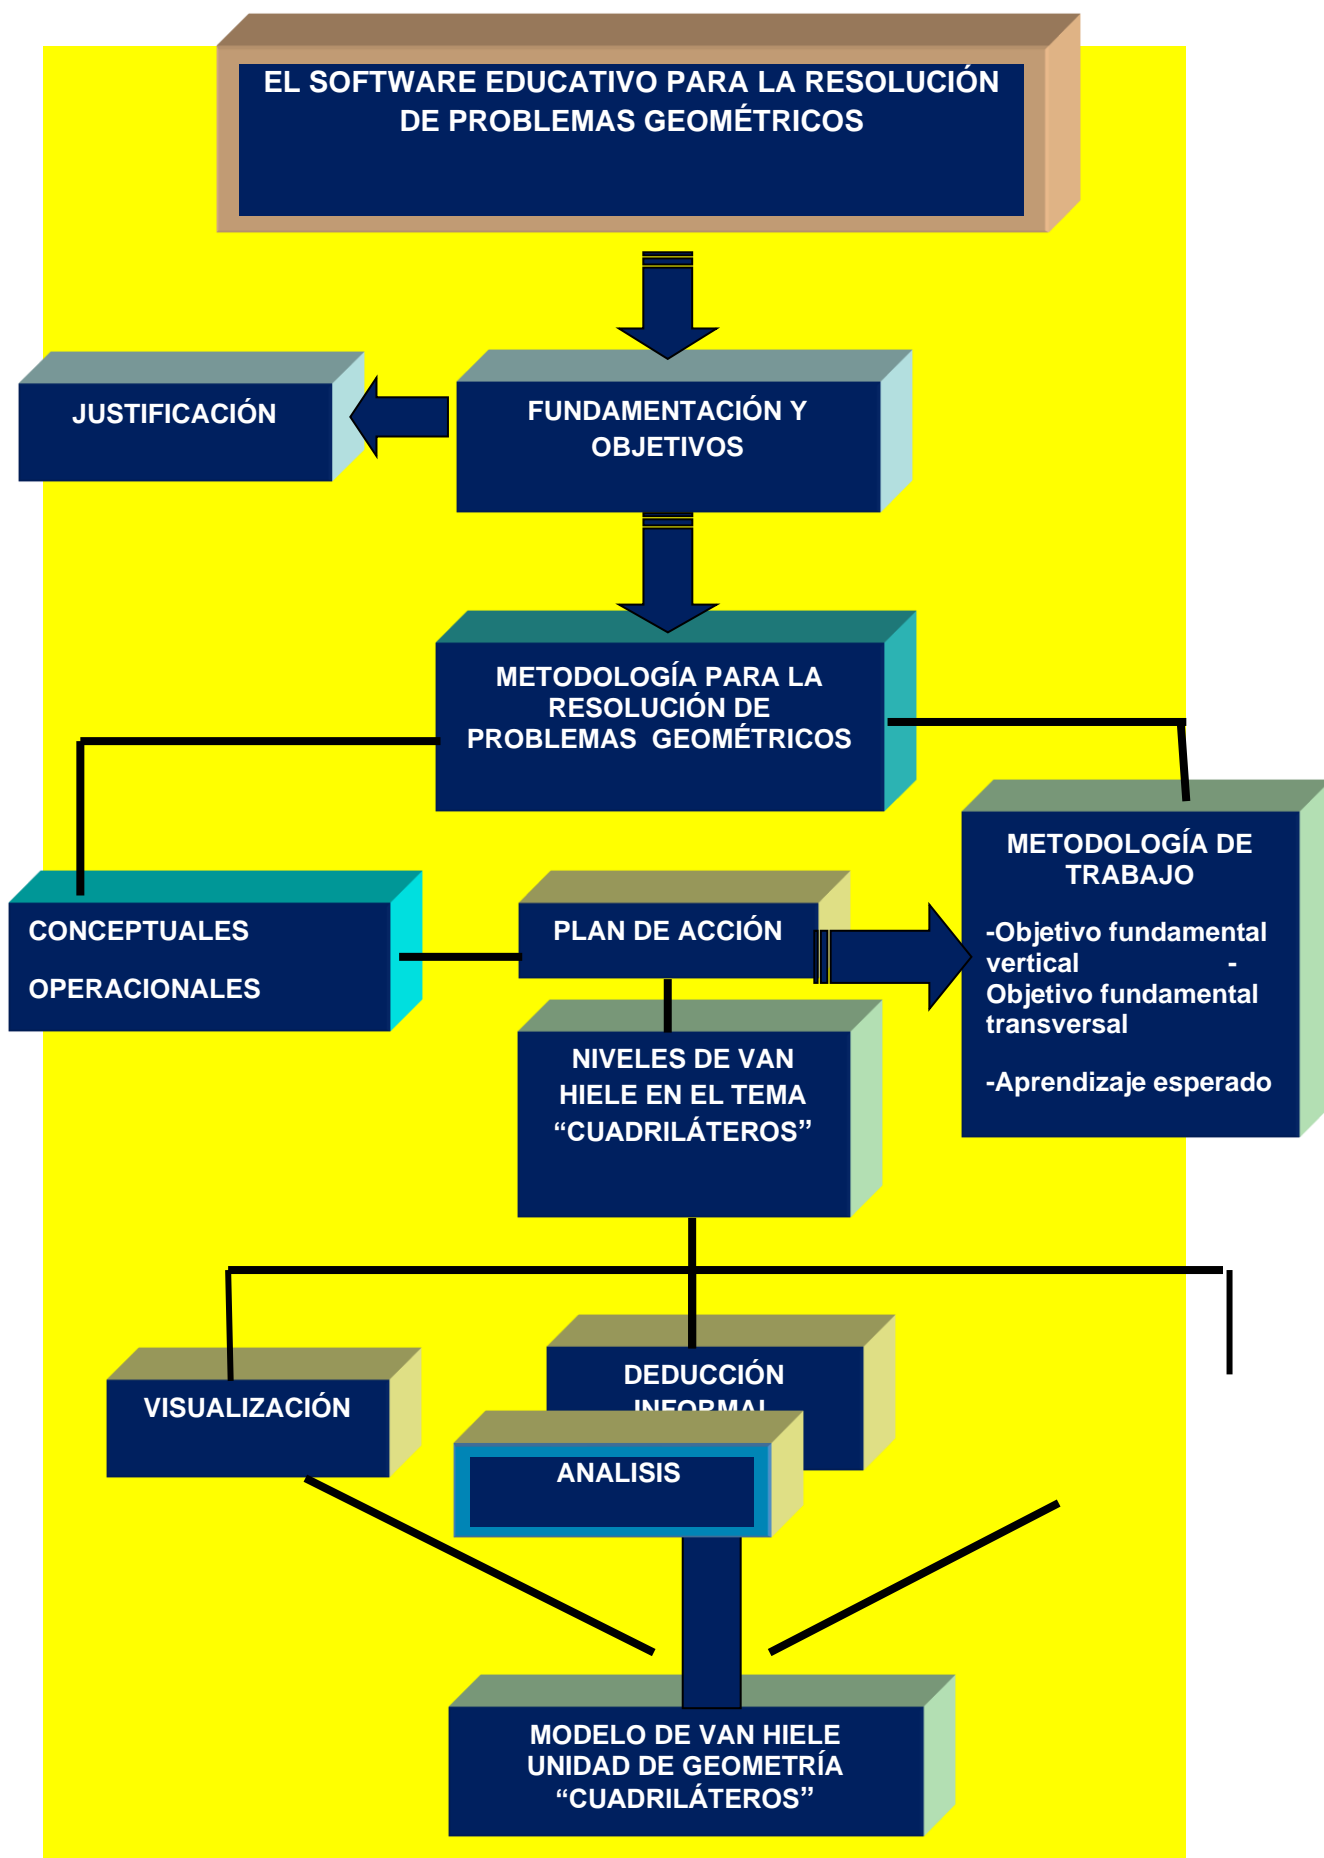 EL SOFTWARE EDUCATIVO PARA LA RESOLUCIÓN
DE PROBLEMAS GEOMÉTRICOS
JUSTIFICACIÓN
FUNDAMENTACIÓN Y
OBJETIVOS
METODOLOGÍA PARA LA
RESOLUCIÓN DE
PROBLEMAS GEOMÉTRICOS
METODOLOGÍA DE
TRABAJO
-Objetivo fundamental
vertical -
Objetivo fundamental
transversal
-Aprendizaje esperado
CONCEPTUALES
OPERACIONALES
PLAN DE ACCIÓN
NIVELES DE VAN
HIELE EN EL TEMA
“CUADRILÁTEROS”
VISUALIZACIÓN
DEDUCCIÓN
INFORMAL
ANALISIS
MODELO DE VAN HIELE
UNIDAD DE GEOMETRÍA
“CUADRILÁTEROS”